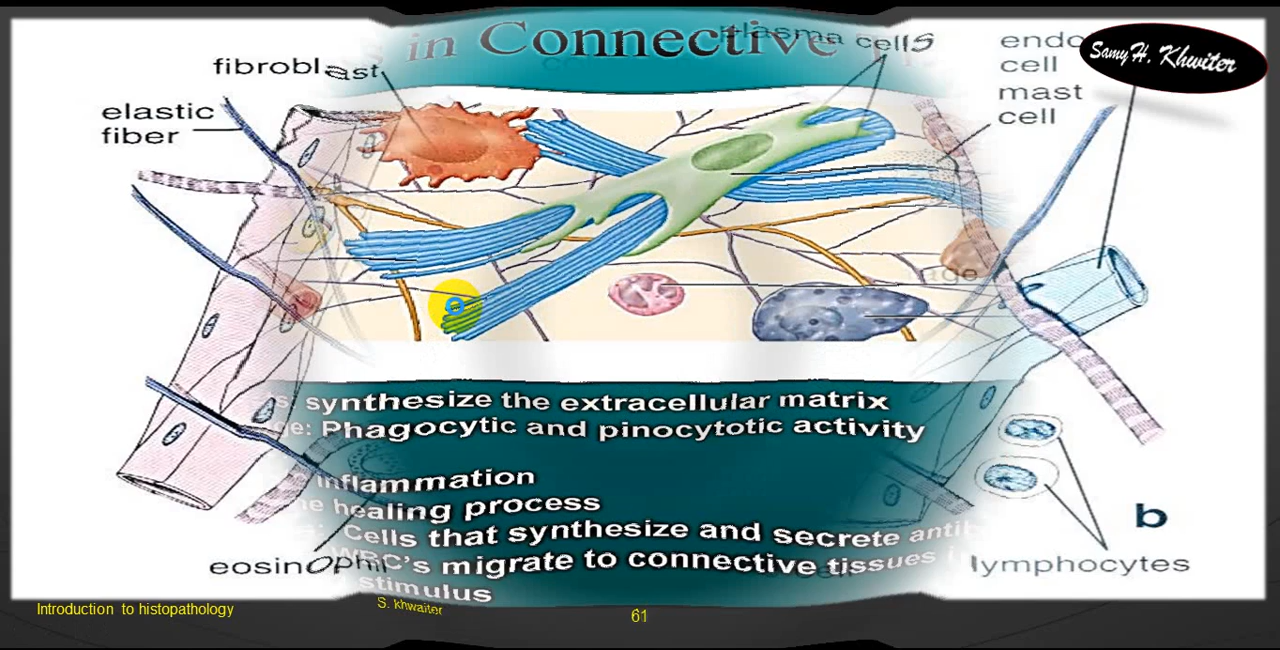 in Connective
plasma cells
fibroblast
elastic
fiber
cell
mast
cell
Samy H. Khwiter
synthesize the extracellular matrix
Phagocytic and pinocytotic activity
inflammation
healing process
Cells that synthesize and secrete
WBC's migrate to connective tissues
stimulus
b
eosinophil
lymphocytes
Introduction to histopathology
S. khwaiter
61